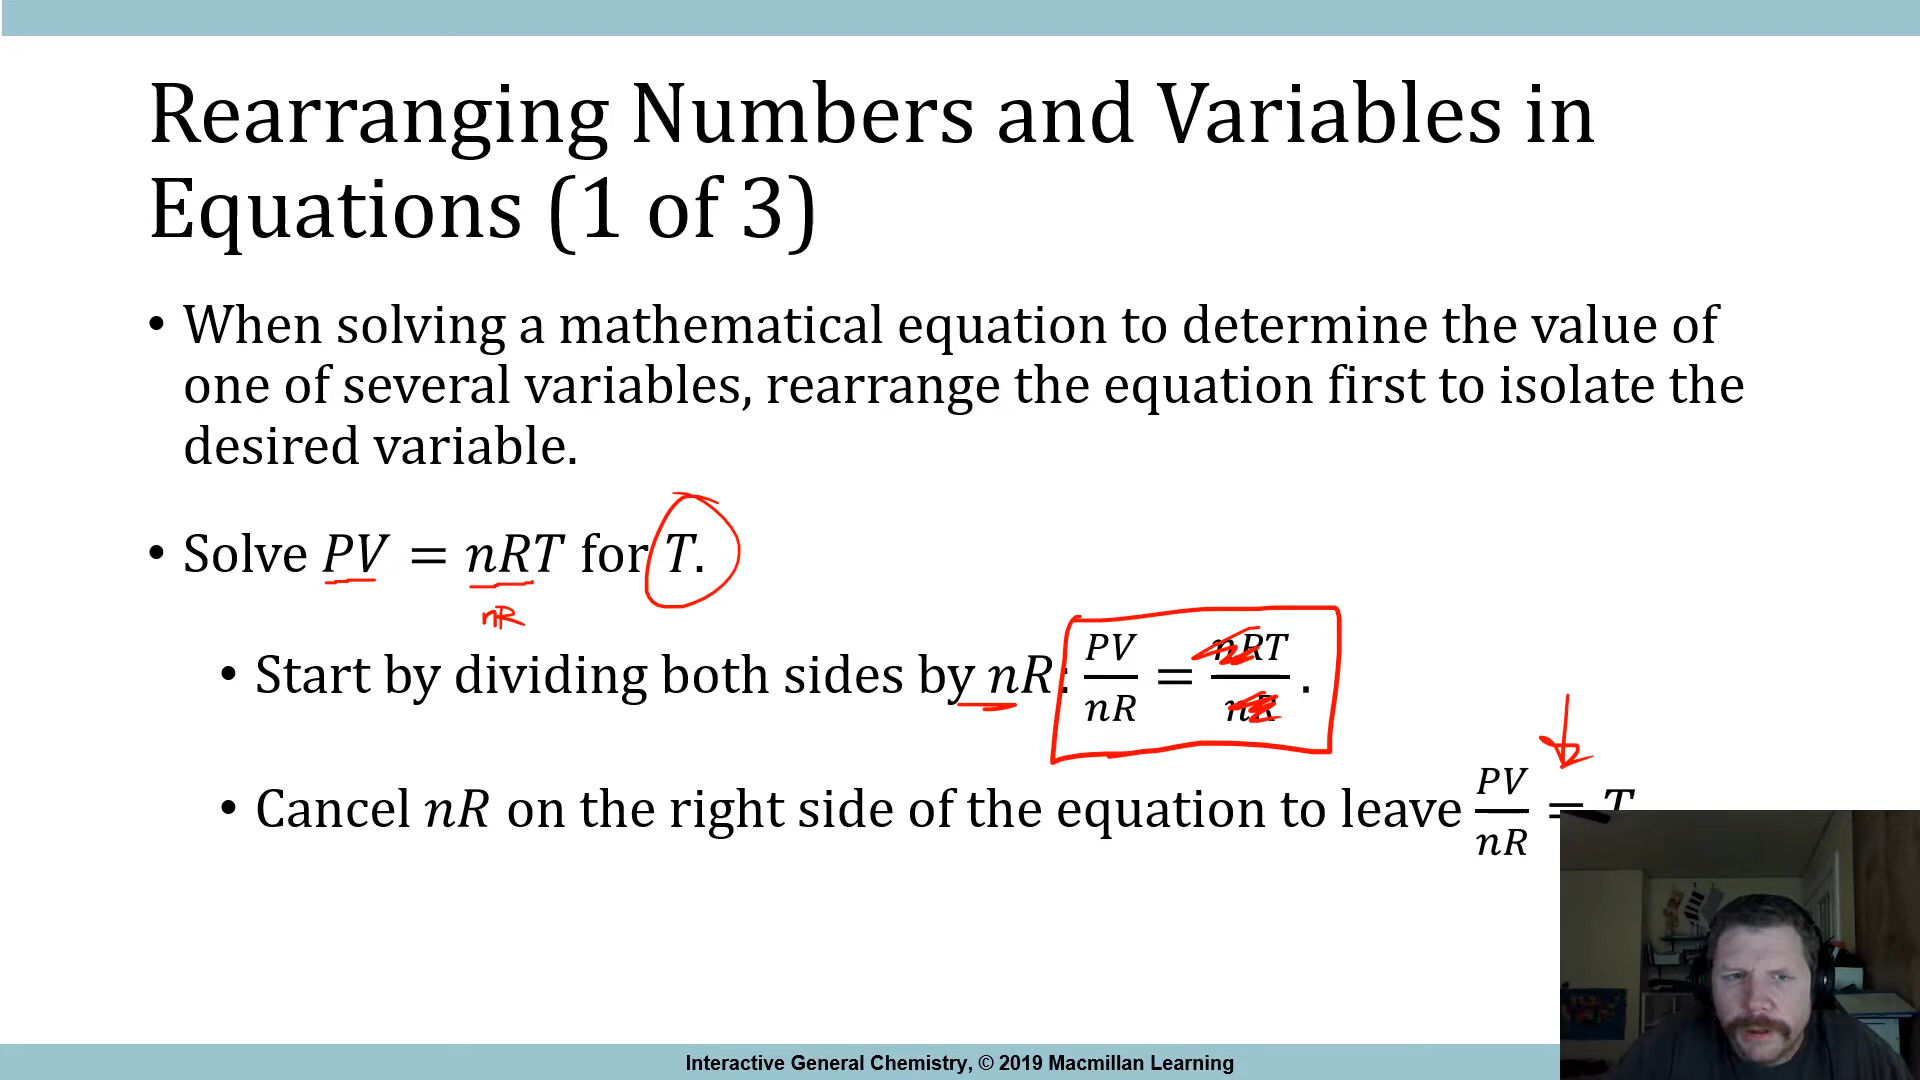 Rearranging Numbers and Variables in
Equations (1 of 3)
• When solving a mathematical equation to determine the value of
one of several variables, rearrange the equation first to isolate the
desired variable.
• Solve PV = nRT for T.
nR
• Start by dividing both sides by nR: PV/nR = nRT/nR .
• Cancel nR on the right side of the equation to leave PV/nR = T
Interactive General Chemistry, © 2019 Macmillan Learning